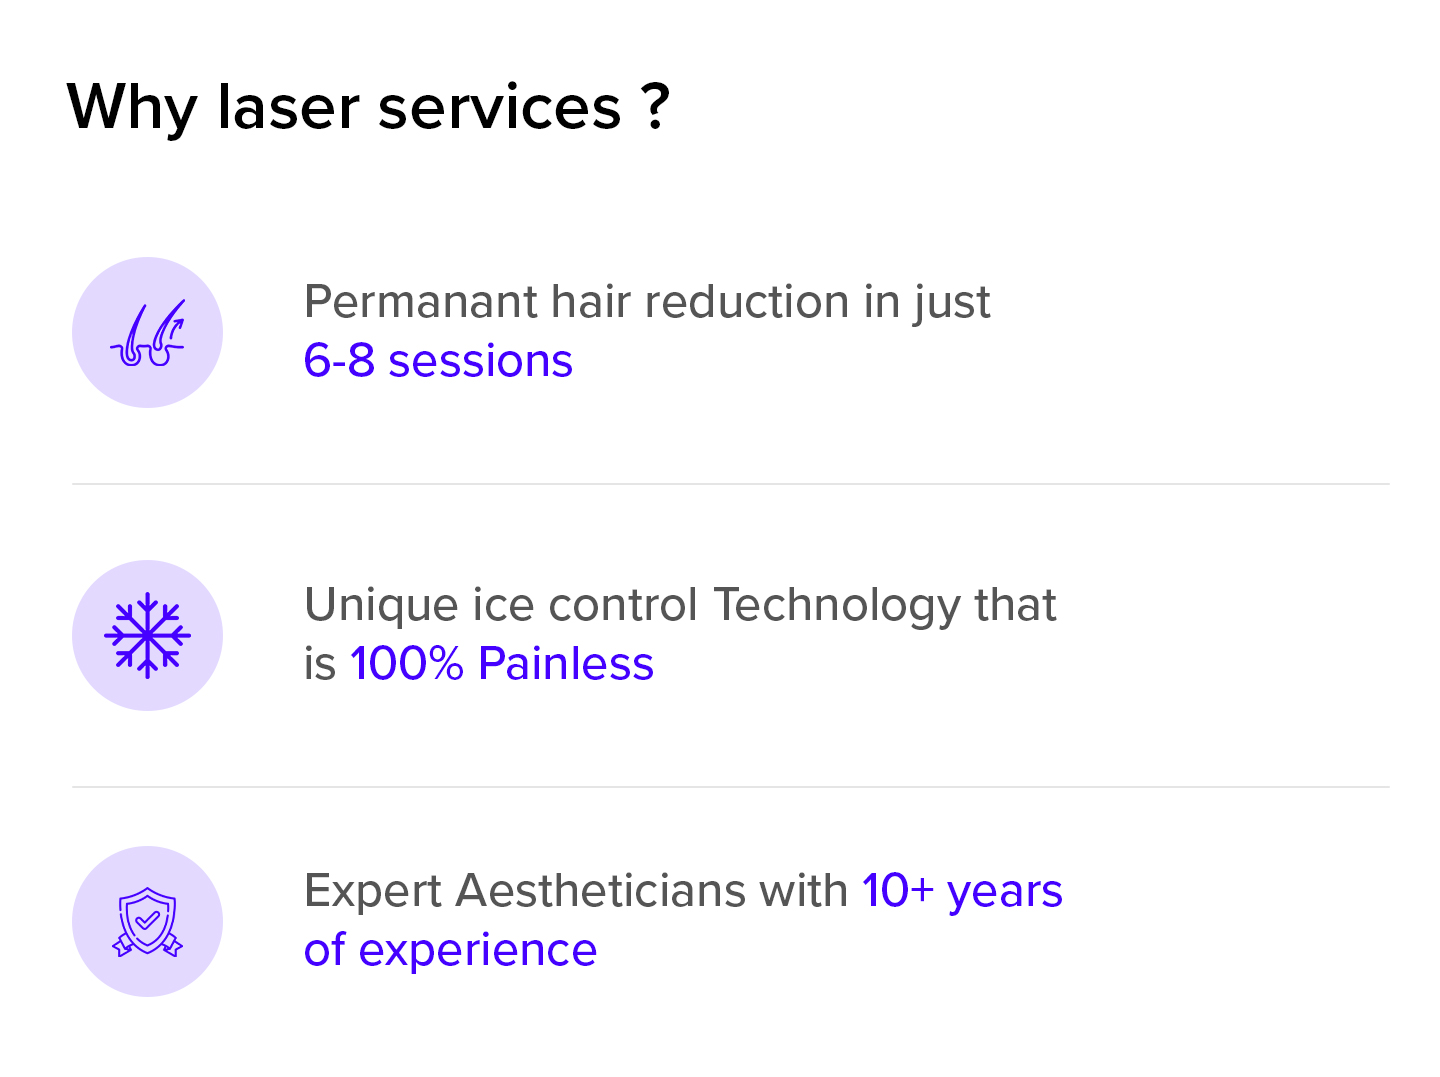 Why laser services ?
Permanant hair reduction in just
6-8 sessions
Unique ice control Technology that
is 100% Painless
Expert Aestheticians with 10+ years
of experience